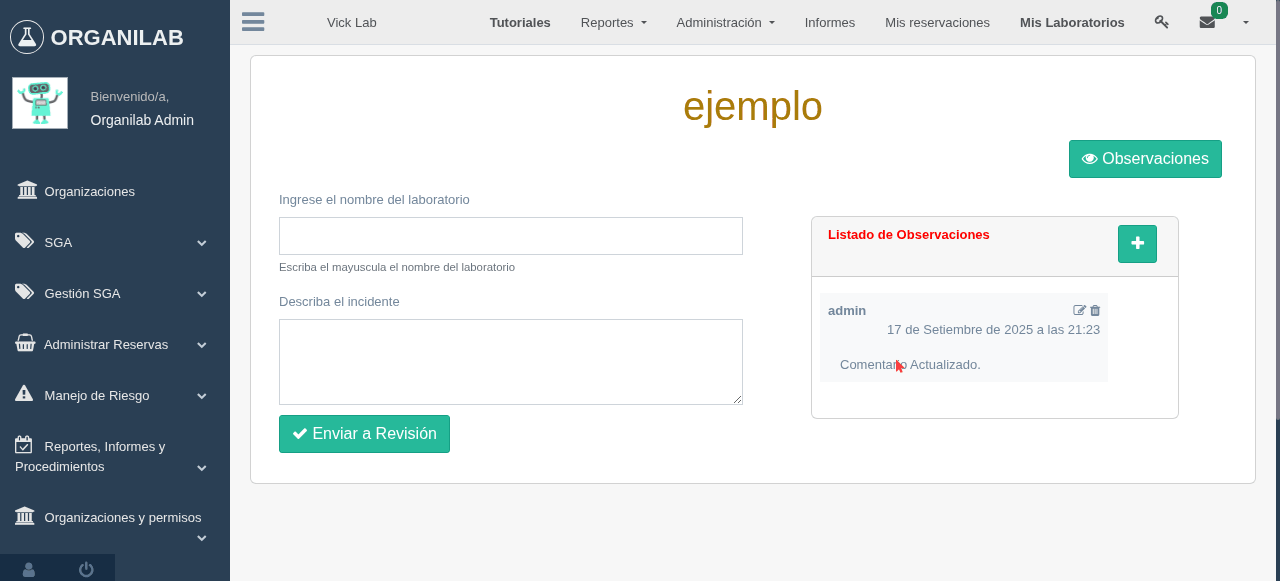 ORGANILAB
Vick Lab
Tutoriales
Reportes
Administración
Informes
Mis reservaciones
Mis Laboratorios
0
Bienvenido/a,
Organilab Admin
Organizaciones
SGA
Gestión SGA
Administrar Reservas
Manejo de Riesgo
Reportes, Informes y
Procedimientos
Organizaciones y permisos
ejemplo
Observaciones
Ingrese el nombre del laboratorio
Escriba el mayuscula el nombre del laboratorio
Describa el incidente
Enviar a Revisión
Listado de Observaciones
admin
17 de Setiembre de 2025 a las 21:23
Comentario Actualizado.